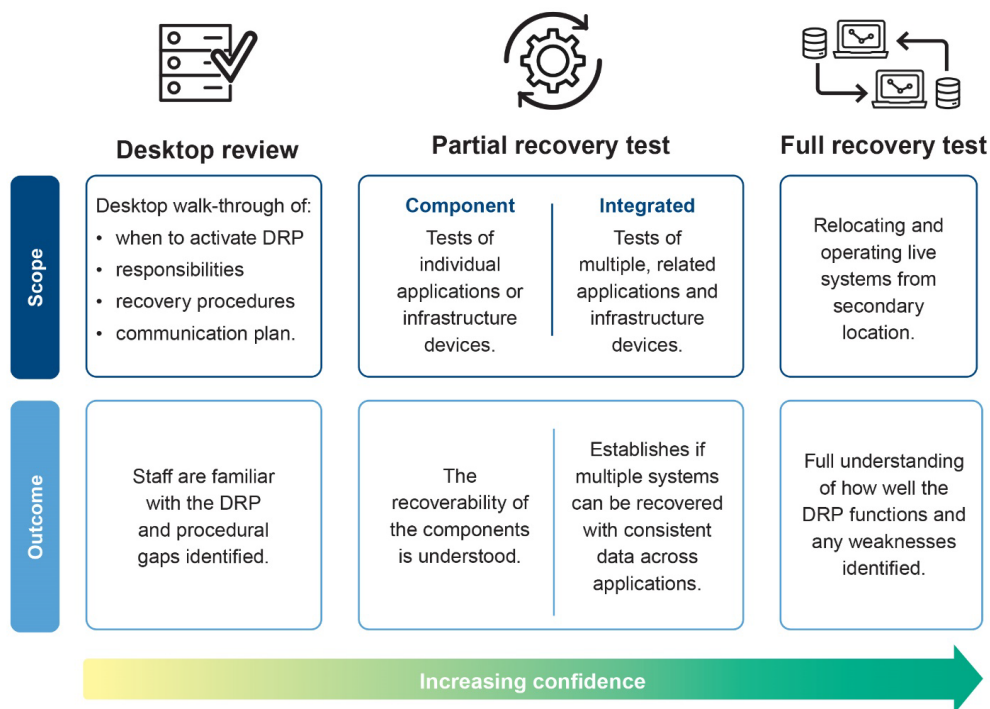 Desktop review
Partial recovery test
Full recovery test
Scope
Desktop walk-through of:
• when to activate DRP
• responsibilities
• recovery procedures
• communication plan.
Component
Tests of
individual
applications or
infrastructure
devices.
Integrated
Tests of
multiple, related
applications and
infrastructure
devices.
Relocating and
operating live
systems from
secondary
location.
Outcome
Staff are familiar
with the DRP
and procedural
gaps identified.
The
recoverability of
the components
is understood.
Establishes if
multiple systems
can be recovered
with consistent
data across
applications.
Full understanding
of how well the
DRP functions and
any weaknesses
identified.
Increasing confidence